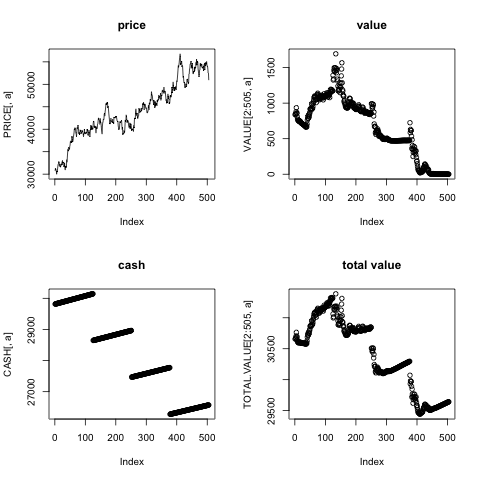 price
PRICE[, a]
30000
40000
50000
0
100
200
300
400
500
Index
value
VALUE[2:505, a]
0
500
1000
1500
0
100
200
300
400
500
Index
cash
CASH[, a]
27000
29000
0
100
200
300
400
500
Index
total value
TOTAL.VALUE[2:505, a]
29500
30500
0
100
200
300
400
500
Index